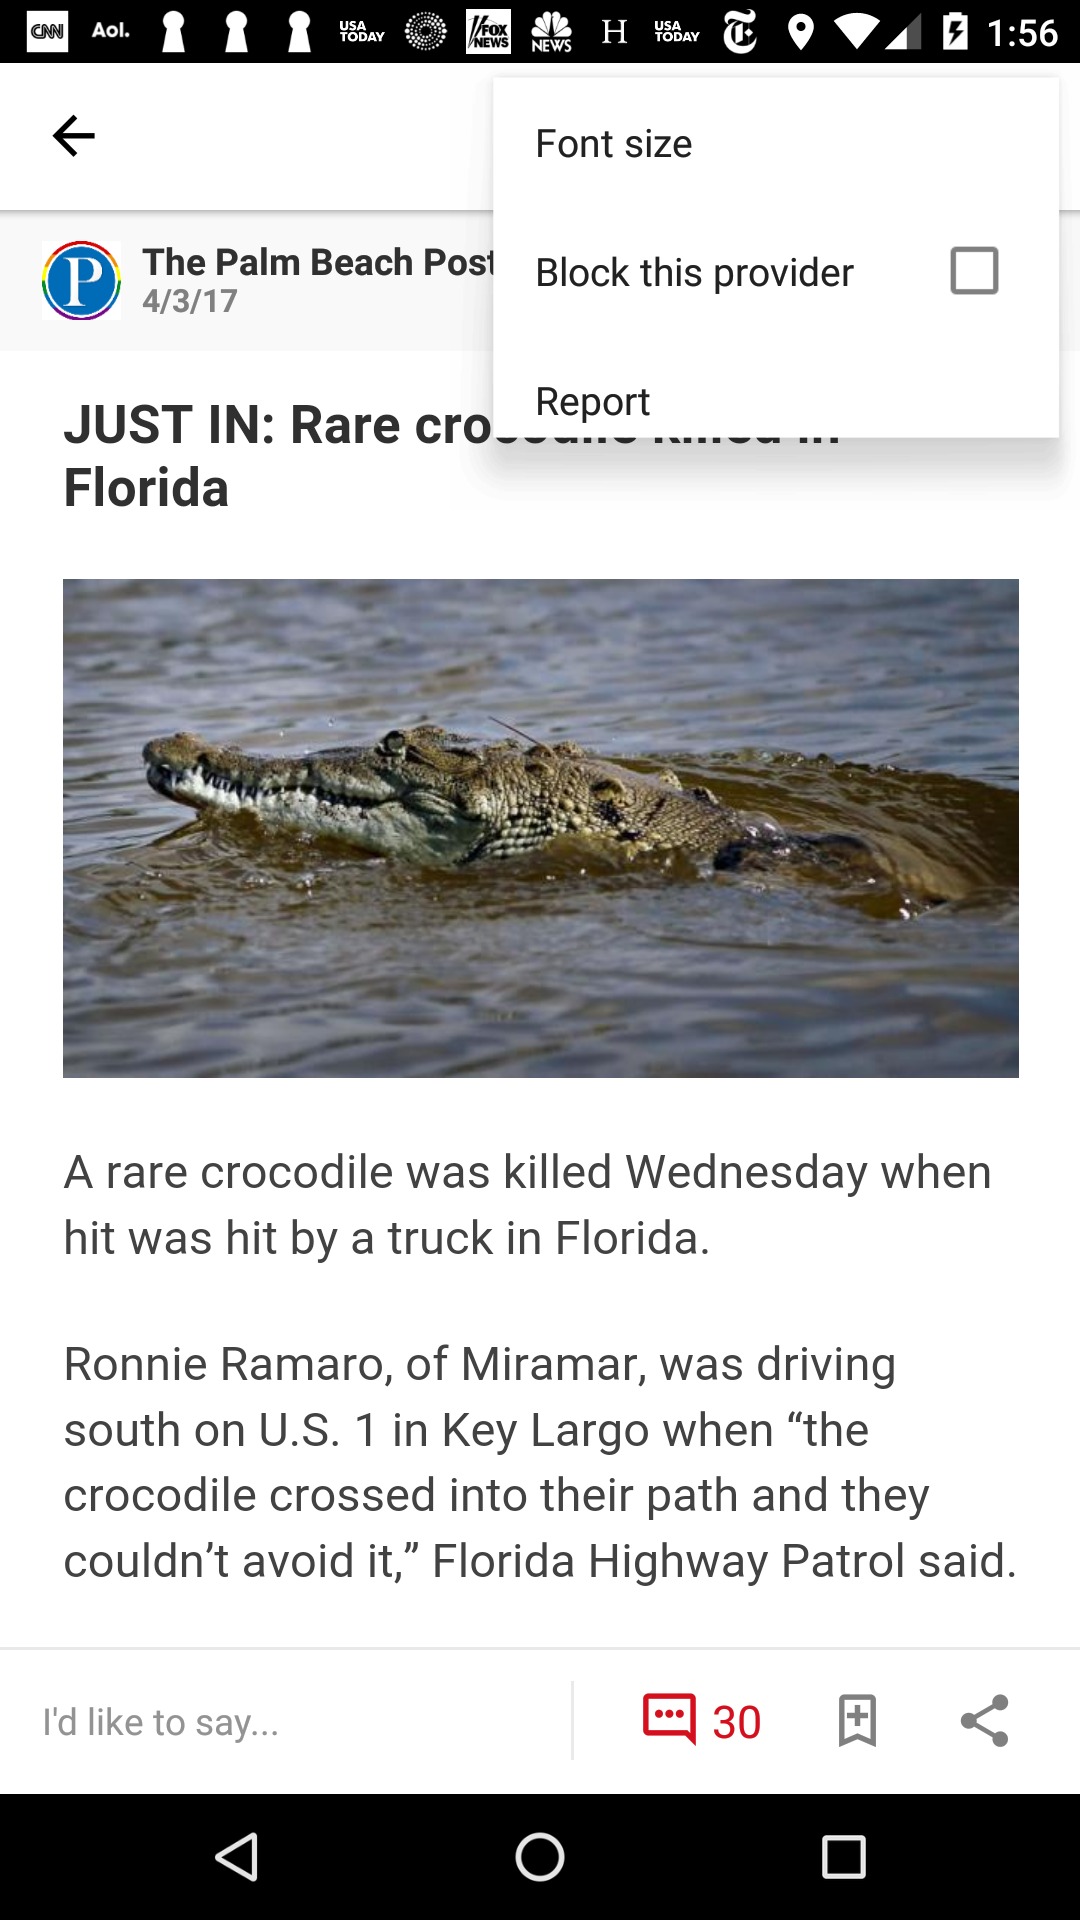 CNN Aol. USA TODAY FOX NEWS NEWS H USA TODAY 1:56
Font size
The Palm Beach Post
4/3/17
Block this provider
Report
JUST IN: Rare
Florida
A rare crocodile was killed Wednesday when
hit was hit by a truck in Florida.
Ronnie Ramaro, of Miramar, was driving
south on U.S. 1 in Key Largo when “the
crocodile crossed into their path and they
couldn’t avoid it,” Florida Highway Patrol said.
I'd like to say...
30